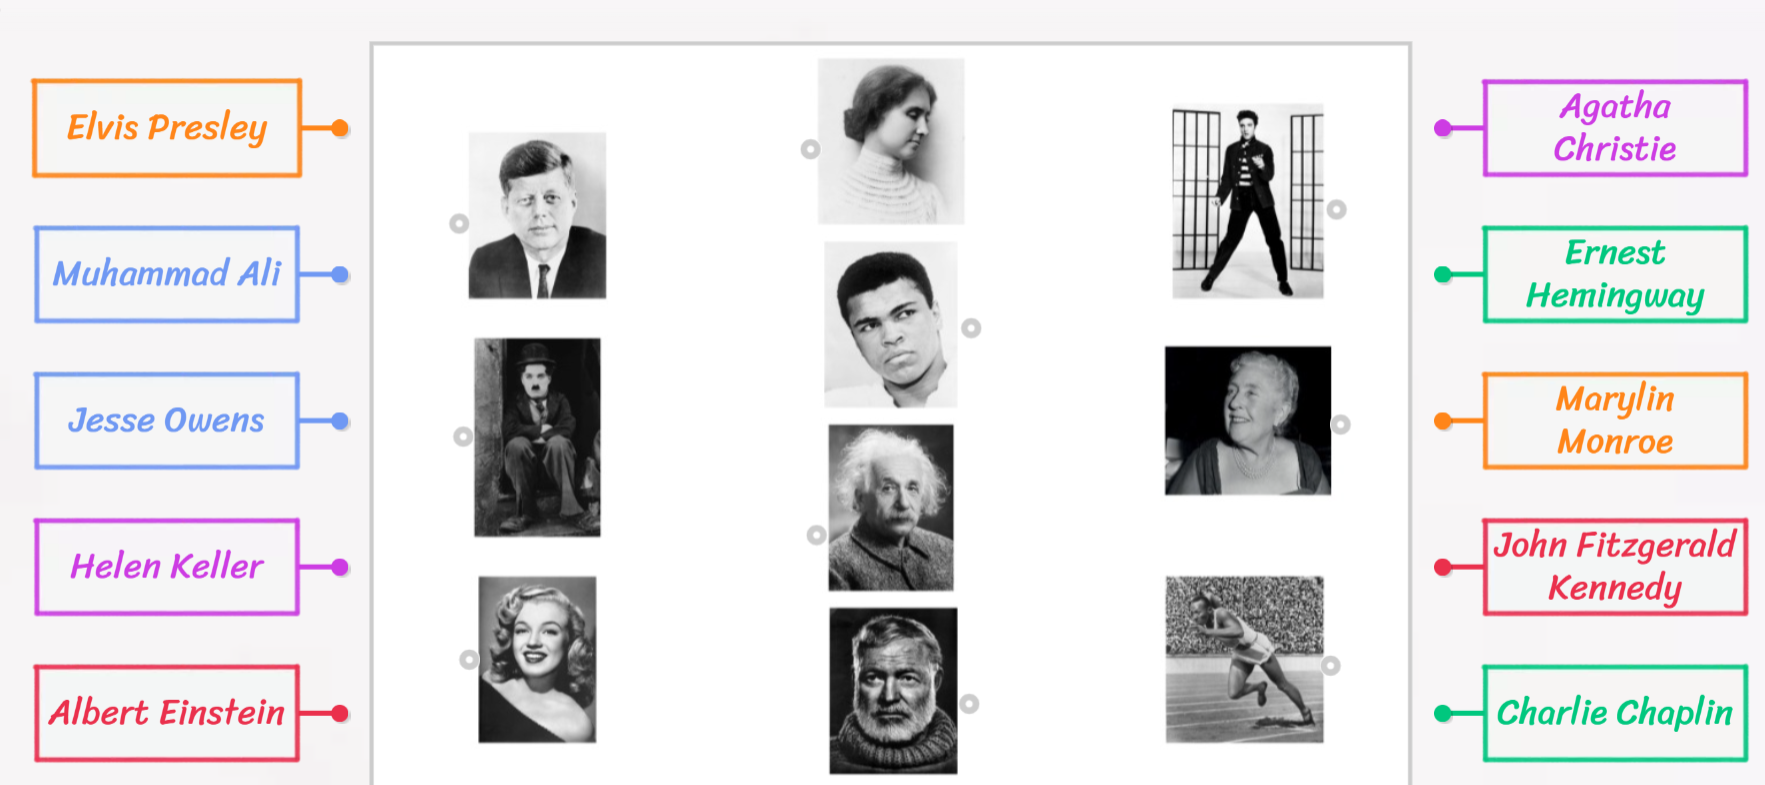 Elvis Presley
Muhammad Ali
Jesse Owens
Helen Keller
Albert Einstein
Agatha
Christie
Ernest
Hemingway
Marylin
Monroe
John Fitzgerald
Kennedy
Charlie Chaplin